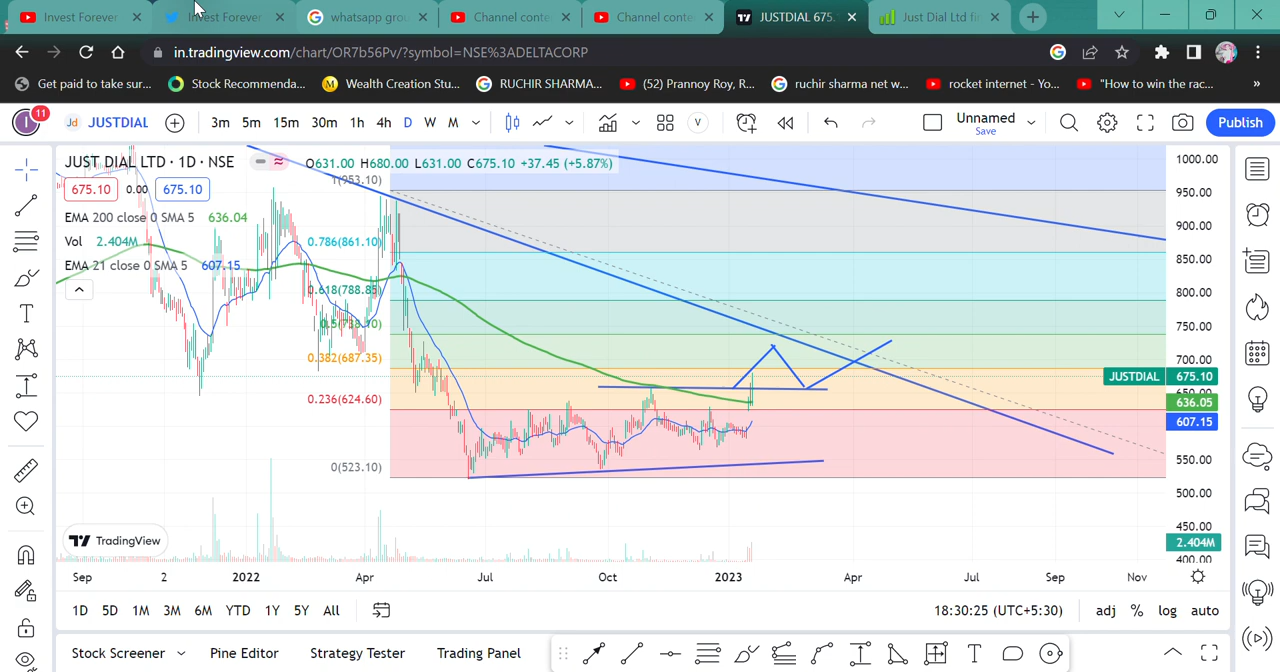 Invest Forever
Invest Forever
whatsapp gro
Channel conte
Channel conte
JUSTDIAL 675.
Just Dial Ltd fi
in.tradingview.com/chart/OR7b56Pv/?symbol=NSE%3ADELTACORP
Get paid to take sur...
Stock Recommenda...
Wealth Creation Stu...
RUCHIR SHARMA...
(52) Prannoy Roy, R...
ruchir sharma net w...
rocket internet - Yo...
"How to win the rac...
»
11
I
Jd JUSTDIAL
3m 5m 15m 30m 1h 4h D W M
V
Unnamed
Save
Publish
JUST DIAL LTD · 1D · NSE
O631.00 H680.00 L631.00 C675.10 +37.45 (+5.87%)
675.10 0.00 675.10
EMA 200 close 0 SMA 5 636.04
Vol 2.404M
EMA 21 close 0 SMA 5 607.15
1(953.10)
0.786(861.10)
0.618(788.85)
0.5(738.10)
0.382(687.35)
0.236(624.60)
0(523.10)
1000.00
950.00
900.00
850.00
800.00
750.00
700.00
JUSTDIAL 675.10
650.00
636.05
607.15
550.00
500.00
450.00
2.404M
400.00
TradingView
Sep 2 2022 Apr Jul Oct 2023 Apr Jul Sep Nov
1D 5D 1M 3M 6M YTD 1Y 5Y All
18:30:25 (UTC+5:30)
adj % log auto
Stock Screener
Pine Editor
Strategy Tester
Trading Panel